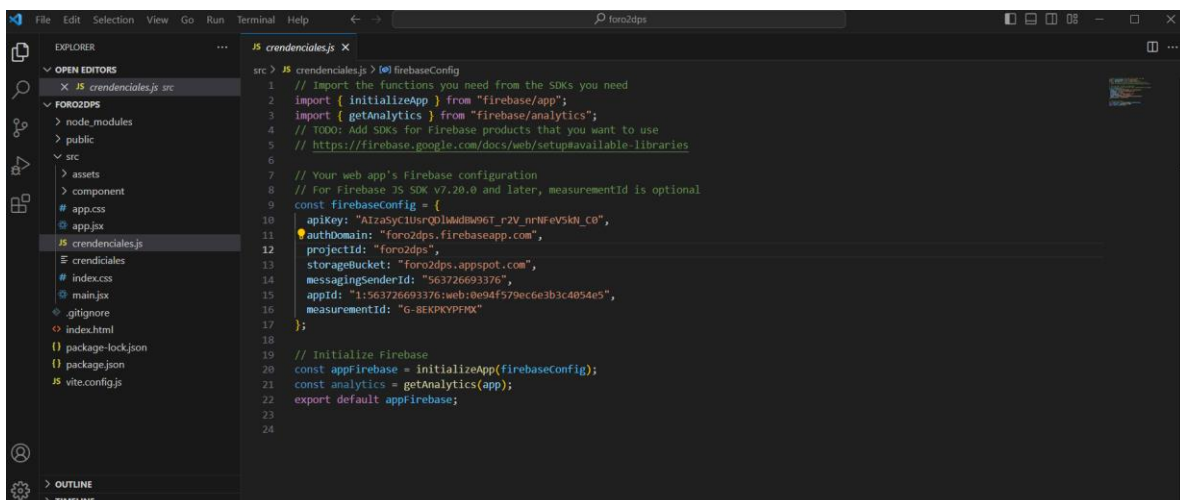 File Edit Selection View Go Run Terminal Help
foro2dps
EXPLORER
OPEN EDITORS
JS crendenciales.js src
FORO2DPS
node_modules
public
src
assets
component
# app.css
app.jsx
JS crendenciales.js
crendiciales
# index.css
main.jsx
.gitignore
<> index.html
{} package-lock.json
{} package.json
JS vite.config.js
OUTLINE
TIMELINE
JS crendenciales.js
src > JS crendenciales.js > firebaseConfig
1 // Import the functions you need from the SDKs you need
2 import { initializeApp } from "firebase/app";
3 import { getAnalytics } from "firebase/analytics";
4 // TODO: Add SDKs for Firebase products that you want to use
5 // https://firebase.google.com/docs/web/setup#available-libraries
6
7 // Your web app's Firebase configuration
8 // For Firebase JS SDK v7.20.0 and later, measurementId is optional
9 const firebaseConfig = {
10 apiKey:
11 authDomain: "foro2dps.firebaseapp.com",
12 projectId: "foro2dps",
13 storageBucket: "foro2dps.appspot.com",
14 messagingSenderId: "563726693376",
15 appId: "1:563726693376:web:0e94f579ec6e3b3c4054e5",
16 measurementId: "G-8EKPKYPFMX"
17 };
18
19 // Initialize Firebase
20 const appFirebase = initializeApp(firebaseConfig);
21 const analytics = getAnalytics(app);
22 export default appFirebase;
23
24